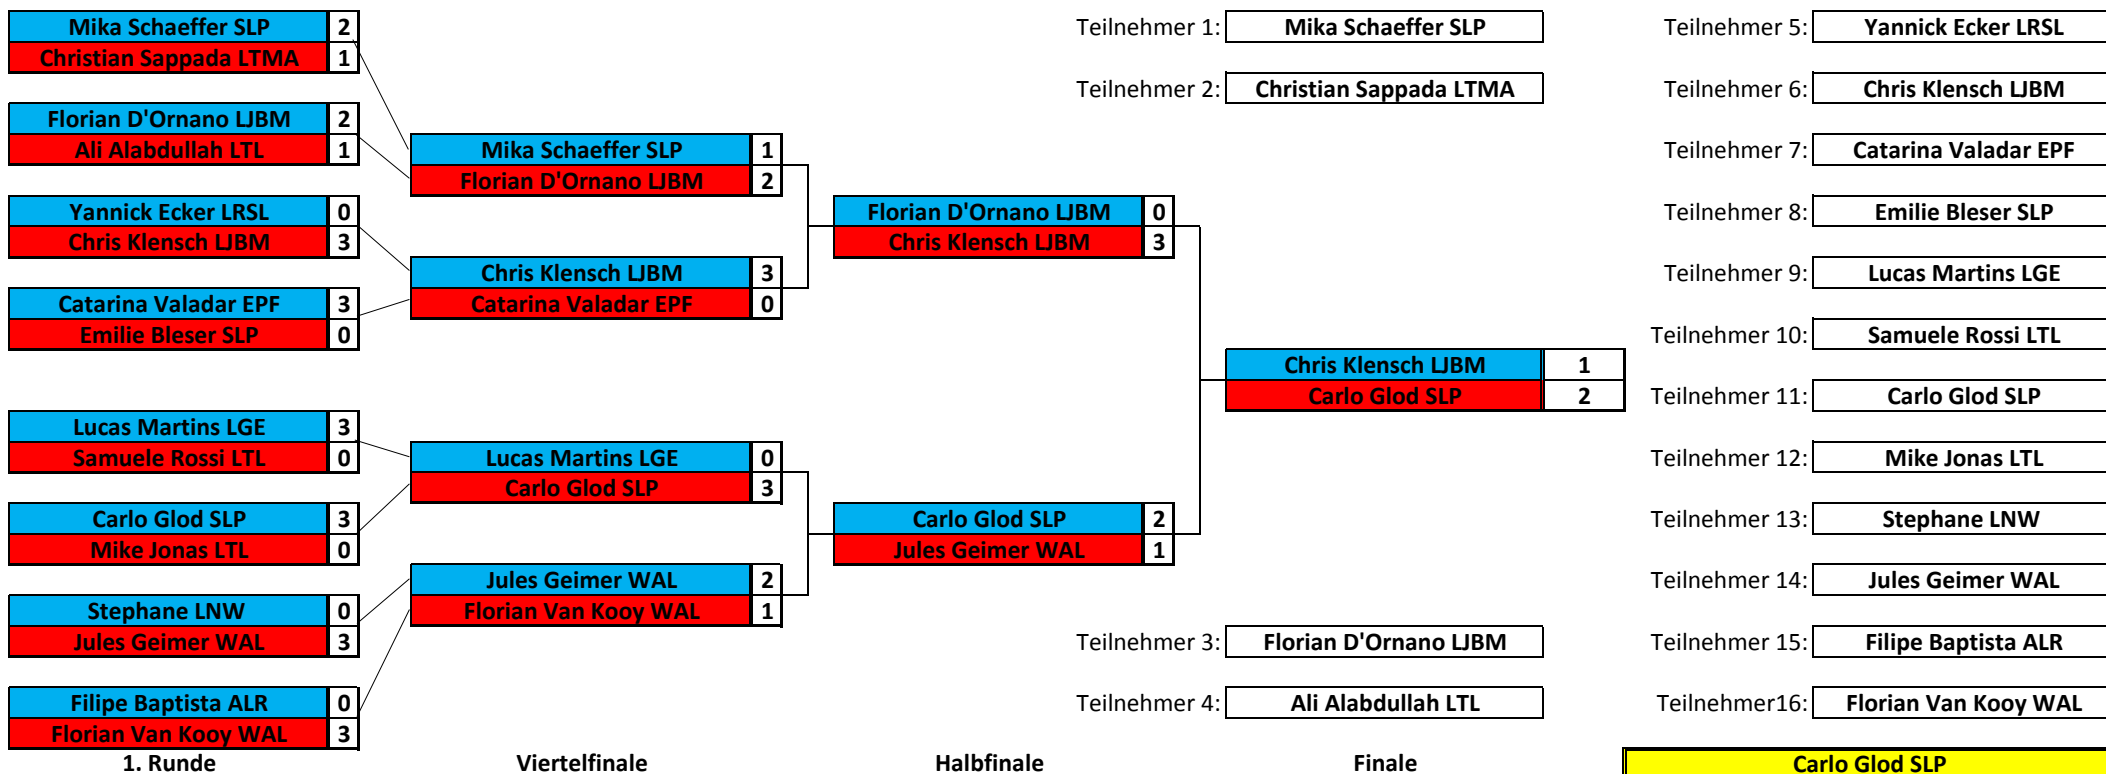 Mika Schaeffer SLP 2
Christian Sappada LTMA 1
Florian D'Ornano LJBM 2
Ali Alabdullah LTL 1
Yannick Ecker LRSL 0
Chris Klensch LJBM 3
Catarina Valadar EPF 3
Emilie Bleser SLP 0
Lucas Martins LGE 3
Samuele Rossi LTL 0
Carlo Glod SLP 3
Mike Jonas LTL 0
Stephane LNW 0
Jules Geimer WAL 3
Filipe Baptista ALR 0
Florian Van Kooy WAL 3
1. Runde
Mika Schaeffer SLP 1
Florian D'Ornano LJBM 2
Chris Klensch LJBM 3
Catarina Valadar EPF 0
Lucas Martins LGE 0
Carlo Glod SLP 3
Jules Geimer WAL 2
Florian Van Kooy WAL 1
Viertelfinale
Florian D'Ornano LJBM 0
Chris Klensch LJBM 3
Carlo Glod SLP 2
Jules Geimer WAL 1
Halbfinale
Teilnehmer 1: Mika Schaeffer SLP
Teilnehmer 2: Christian Sappada LTMA
Chris Klensch LJBM 1
Carlo Glod SLP 2
Teilnehmer 3: Florian D'Ornano LJBM
Teilnehmer 4: Ali Alabdullah LTL
Finale
Teilnehmer 5: Yannick Ecker LRSL
Teilnehmer 6: Chris Klensch LJBM
Teilnehmer 7: Catarina Valadar EPF
Teilnehmer 8: Emilie Bleser SLP
Teilnehmer 9: Lucas Martins LGE
Teilnehmer 10: Samuele Rossi LTL
Teilnehmer 11: Carlo Glod SLP
Teilnehmer 12: Mike Jonas LTL
Teilnehmer 13: Stephane LNW
Teilnehmer 14: Jules Geimer WAL
Teilnehmer 15: Filipe Baptista ALR
Teilnehmer16: Florian Van Kooy WAL
Carlo Glod SLP